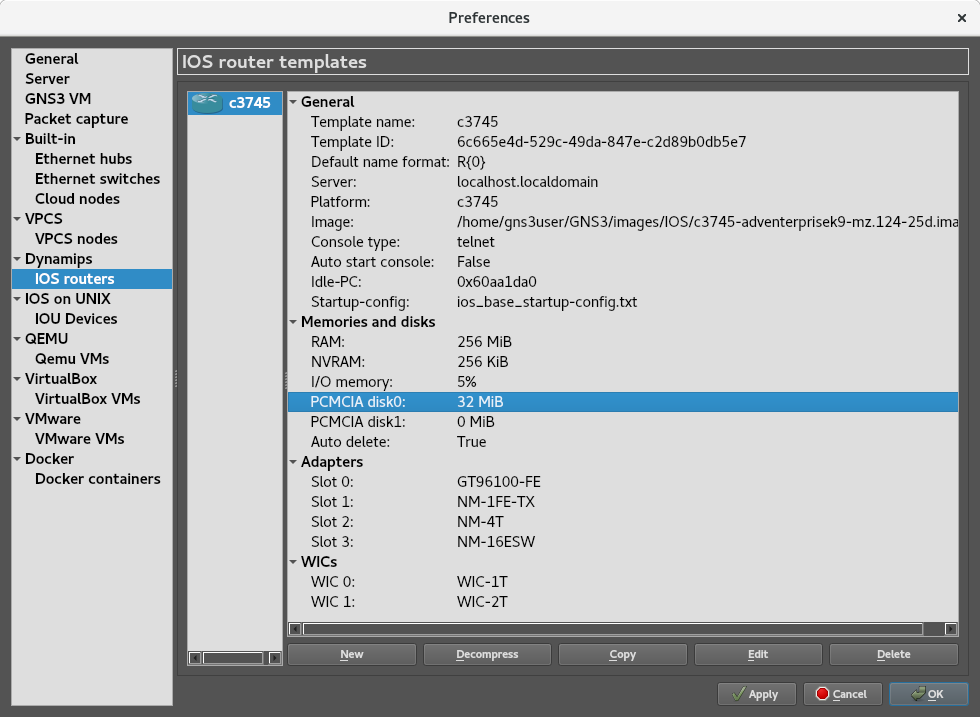 Preferences
General
Server
GNS3 VM
Packet capture
Built-in
Ethernet hubs
Ethernet switches
Cloud nodes
VPCS
VPCS nodes
Dynamips
IOS routers
IOS on UNIX
IOU Devices
QEMU
Qemu VMs
VirtualBox
VirtualBox VMs
VMware
VMware VMs
Docker
Docker containers
IOS router templates
c3745
General
Template name: c3745
Template ID: 6c665e4d-529c-49da-847e-c2d89b0db5e7
Default name format: R{0}
Server: localhost.localdomain
Platform: c3745
Image: /home/gns3user/GNS3/images/IOS/c3745-adventerprisek9-mz.124-25d.ima
Console type: telnet
Auto start console: False
Idle-PC: 0x60aa1da0
Startup-config: ios_base_startup-config.txt
Memories and disks
RAM: 256 MiB
NVRAM: 256 KiB
I/O memory: 5%
PCMCIA disk0: 32 MiB
PCMCIA disk1: 0 MiB
Auto delete: True
Adapters
Slot 0: GT96100-FE
Slot 1: NM-1FE-TX
Slot 2: NM-4T
Slot 3: NM-16ESW
WICs
WIC 0: WIC-1T
WIC 1: WIC-2T
New Decompress Copy Edit Delete
Apply Cancel OK